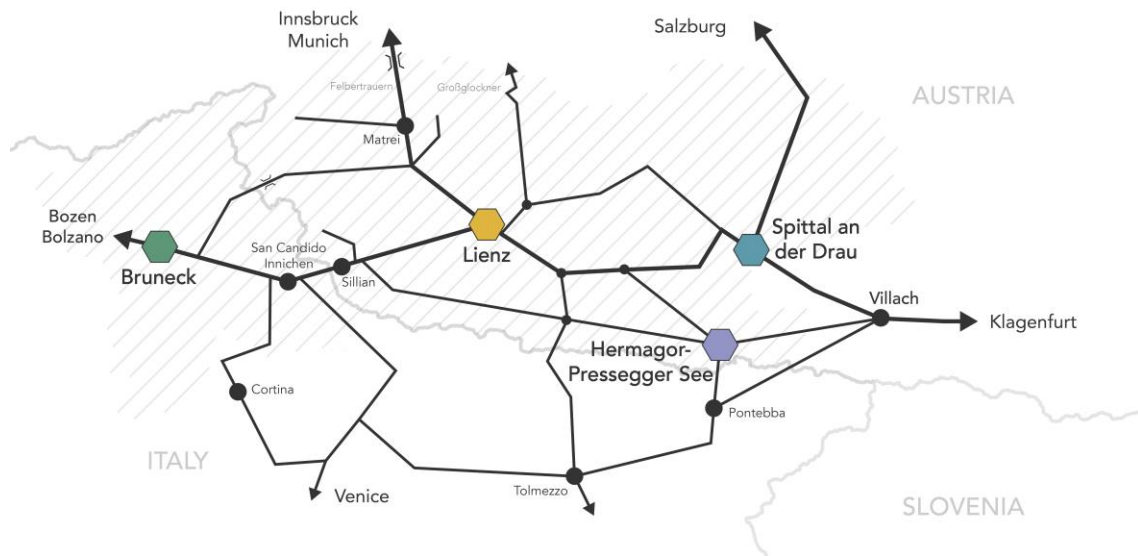 Innsbruck
Munich
Salzburg
Felbertrauern
Großglockner
AUSTRIA
Matrei
Bozen
Bolzano
Bruneck
San Candido
Innichen
Sillian
Lienz
Spittal an
der Drau
Villach
Klagenfurt
Hermagor-
Pressegger See
Cortina
Pontebba
ITALY
Venice
Tolmezzo
SLOVENIA